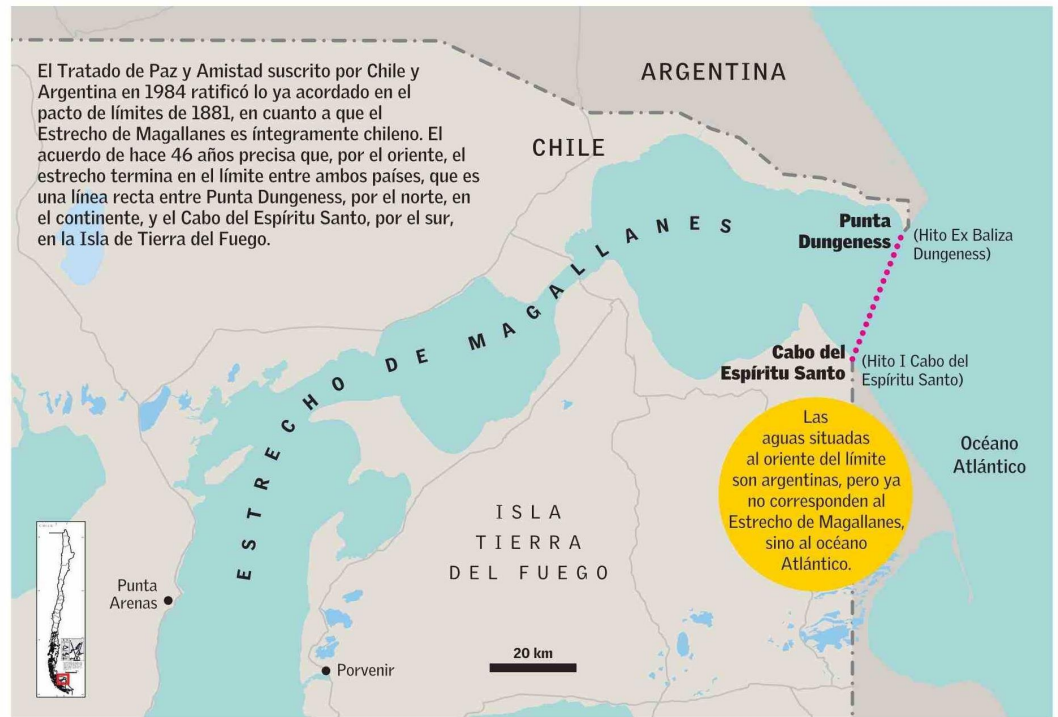 El Tratado de Paz y Amistad suscrito por Chile y
Argentina en 1984 ratificó lo ya acordado en el
pacto de límites de 1881, en cuanto a que el
Estrecho de Magallanes es íntegramente chileno. El
acuerdo de hace 46 años precisa que, por el oriente, el
estrecho termina en el límite entre ambos países, que es
una línea recta entre Punta Dungeness, por el norte, en
el continente, y el Cabo del Espíritu Santo, por el sur,
en la Isla de Tierra del Fuego.
ARGENTINA
CHILE
ESTRECHO DE MAGALLANES
Punta
Dungeness
(Hito Ex Baliza
Dungeness)
Cabo del
Espíritu Santo
(Hito I Cabo del
Espíritu Santo)
Las
aguas situadas
al oriente del límite
son argentinas, pero ya
no corresponden al
Estrecho de Magallanes,
sino al océano
Atlántico.
Océano
Atlántico
ISLA
TIERRA
DEL FUEGO
Punta
Arenas
Porvenir
20 km